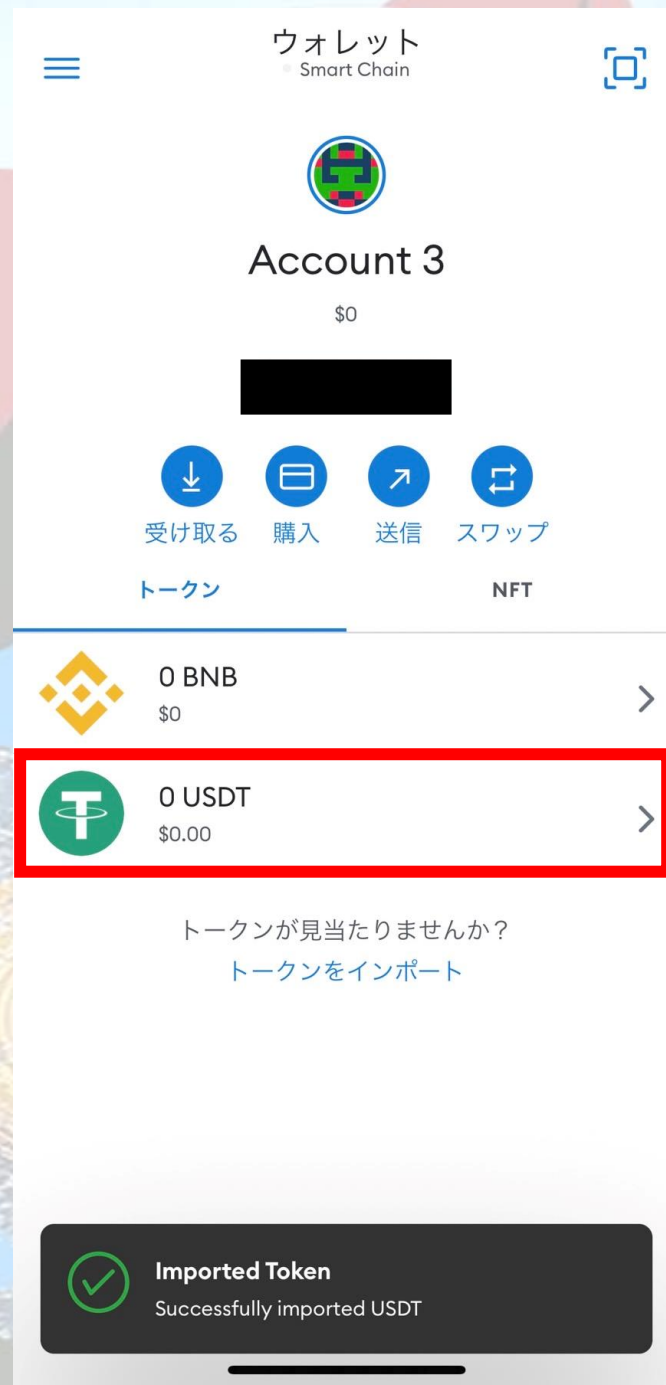 ウォレット
Smart Chain
Account 3
$0
受け取る 購入 送信 スワップ
トークン NFT
0 BNB
$0
0 USDT
$0.00
トークンが見当たりませんか？
トークンをインポート
Imported Token
Successfully imported USDT